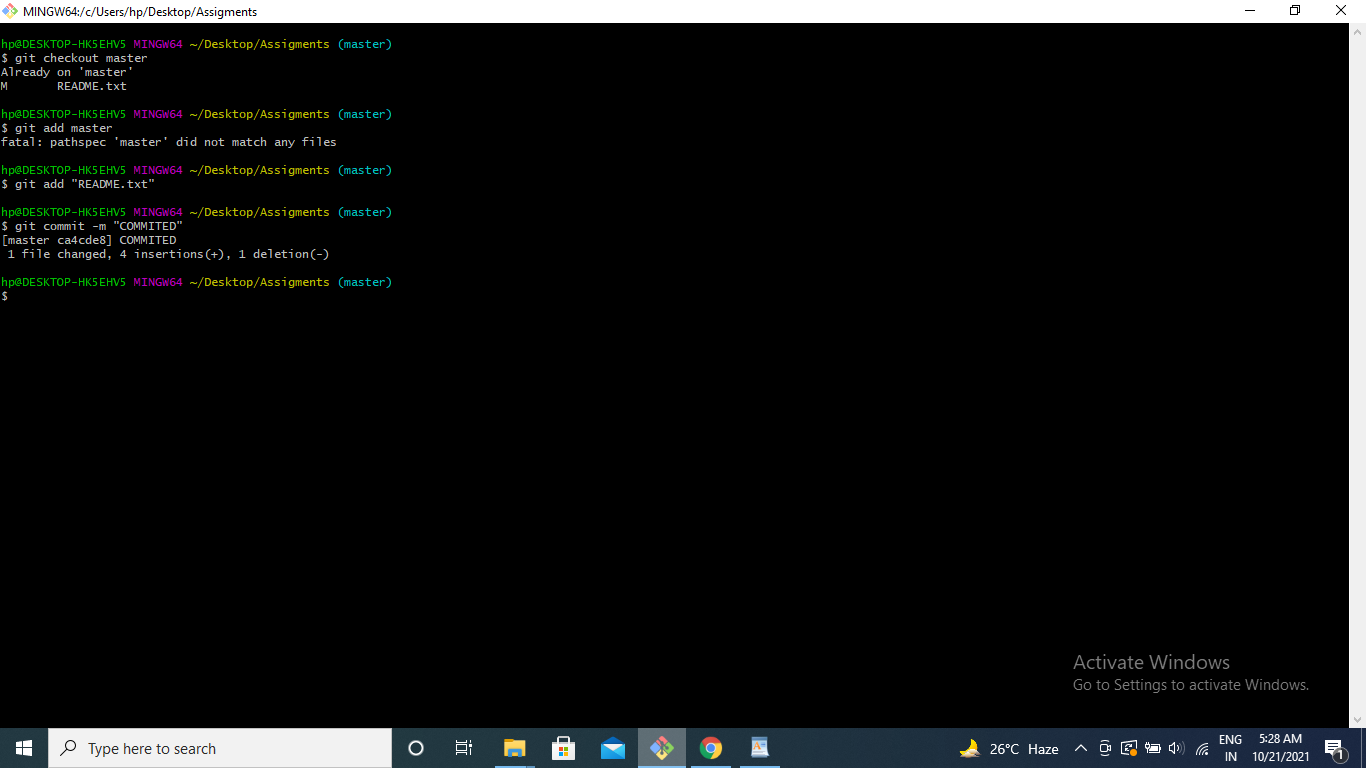 MINGW64:/c/Users/hp/Desktop/Assigments
hp@DESKTOP-HK5EHV5 MINGW64 ~/Desktop/Assigments (master)
$ git checkout master
Already on 'master'
M       README.txt
hp@DESKTOP-HK5EHV5 MINGW64 ~/Desktop/Assigments (master)
$ git add master
fatal: pathspec 'master' did not match any files
hp@DESKTOP-HK5EHV5 MINGW64 ~/Desktop/Assigments (master)
$ git add "README.txt"
hp@DESKTOP-HK5EHV5 MINGW64 ~/Desktop/Assigments (master)
$ git commit -m "COMMITED"
[master ca4cde8] COMMITED
 1 file changed, 4 insertions(+), 1 deletion(-)
hp@DESKTOP-HK5EHV5 MINGW64 ~/Desktop/Assigments (master)
$
Activate Windows
Go to Settings to activate Windows.
Type here to search
26°C Haze
ENG
IN
5:28 AM
10/21/2021
1